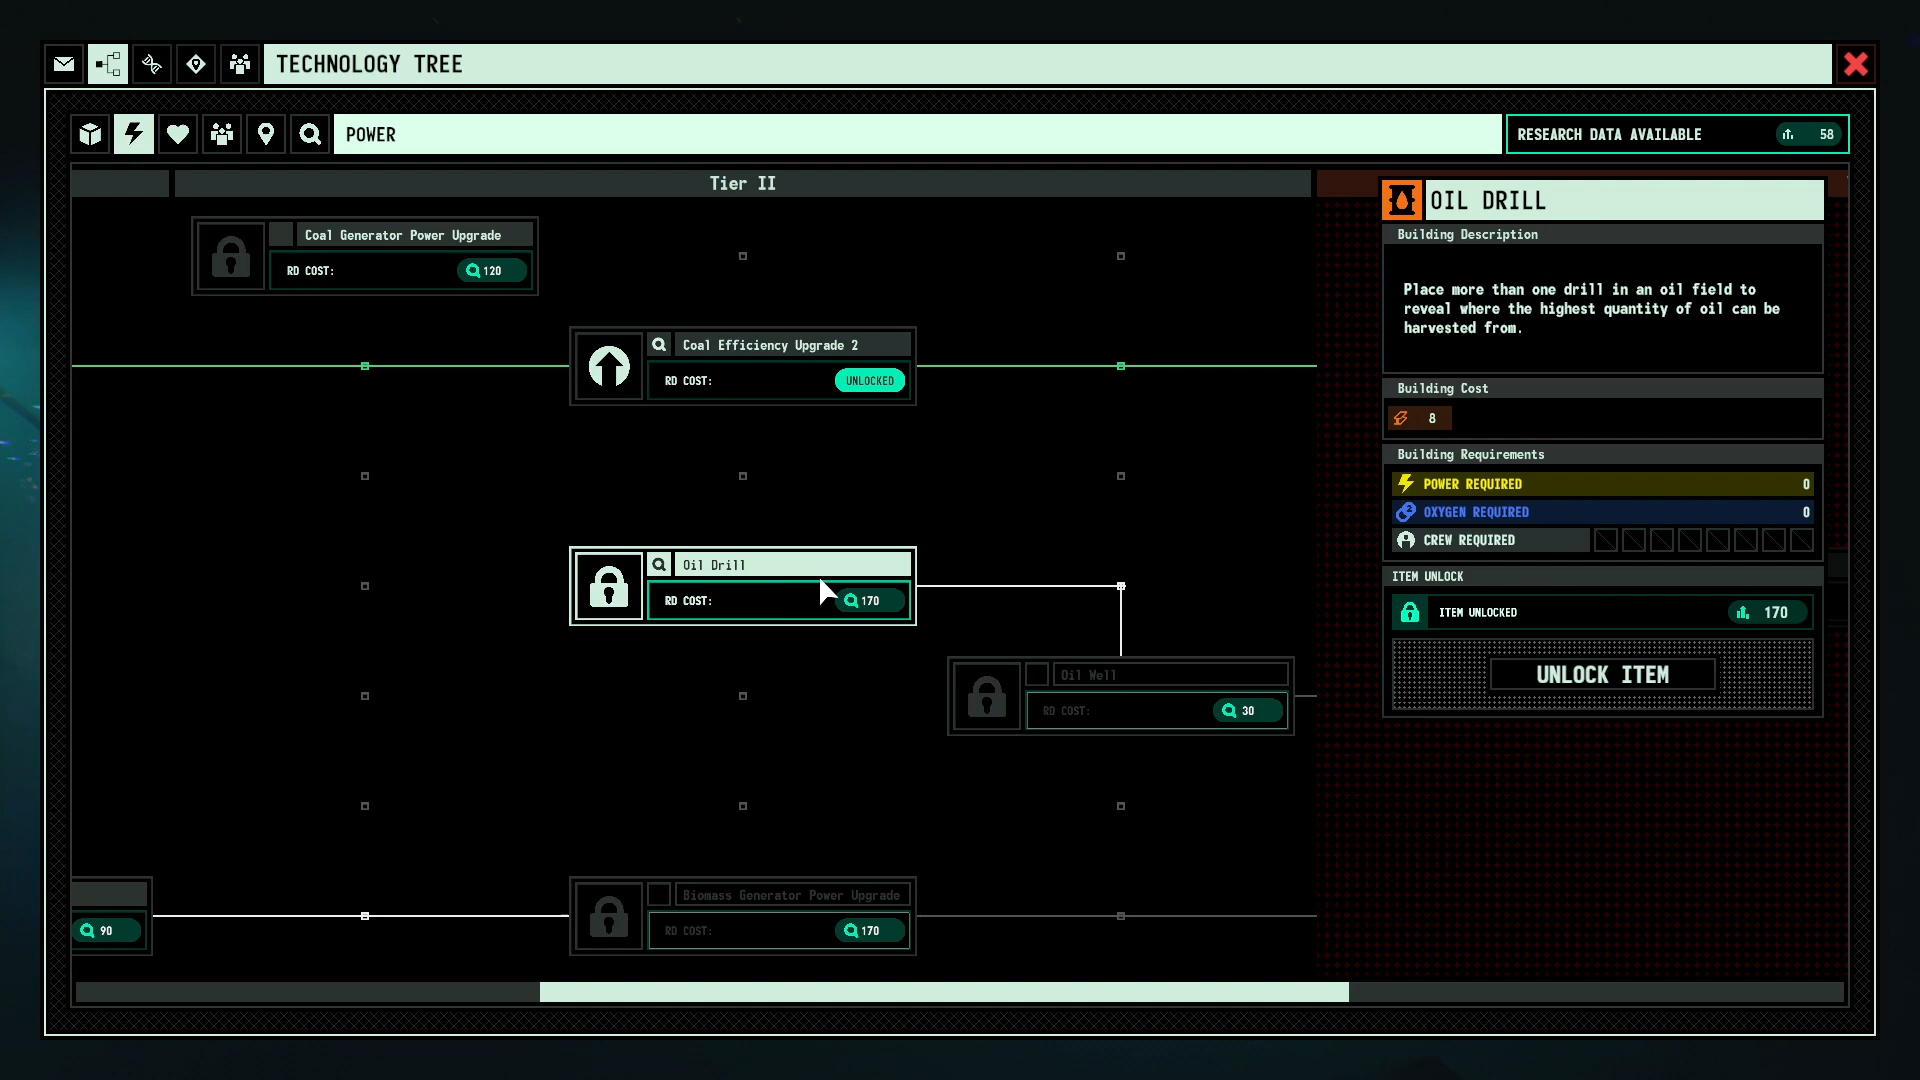 TECHNOLOGY TREE
POWER
RESEARCH DATA AVAILABLE 58
Tier II
Coal Generator Power Upgrade
RD COST: 120
Coal Efficiency Upgrade 2
RD COST: UNLOCKED
Oil Drill
RD COST: 170
Oil Well
RD COST: 30
90
Biomass Generator Power Upgrade
RD COST: 170
OIL DRILL
Building Description
Place more than one drill in an oil field to
reveal where the highest quantity of oil can be
harvested from.
Building Cost
8
Building Requirements
POWER REQUIRED 0
OXYGEN REQUIRED 0
CREW REQUIRED
ITEM UNLOCK
ITEM UNLOCKED 170
UNLOCK ITEM